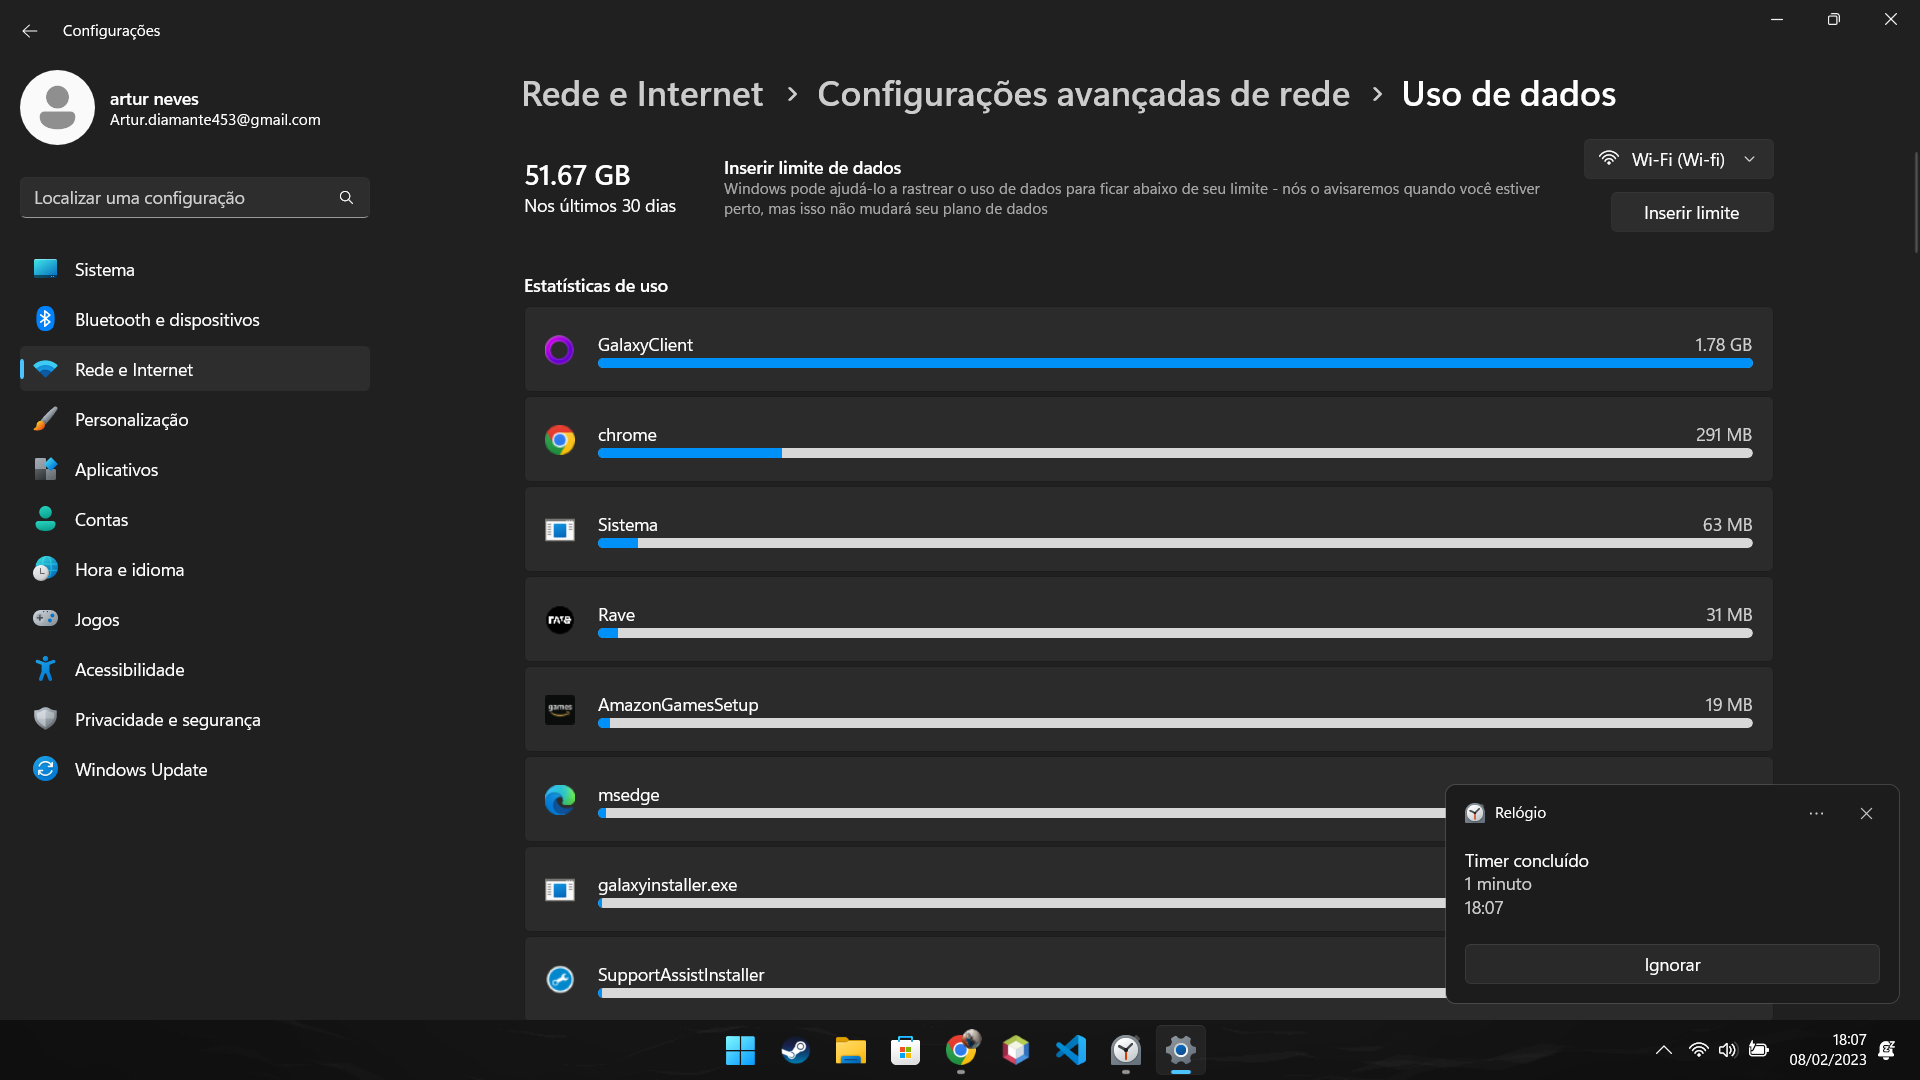 Configurações
artur neves
Artur.diamante453@gmail.com
Localizar uma configuração
Sistema
Bluetooth e dispositivos
Rede e Internet
Personalização
Aplicativos
Contas
Hora e idioma
Jogos
Acessibilidade
Privacidade e segurança
Windows Update
Rede e Internet › Configurações avançadas de rede › Uso de dados
51.67 GB
Nos últimos 30 dias
Inserir limite de dados
Windows pode ajudá-lo a rastrear o uso de dados para ficar abaixo de seu limite - nós o avisaremos quando você estiver
perto, mas isso não mudará seu plano de dados
Wi-Fi (Wi-fi)
Inserir limite
Estatísticas de uso
GalaxyClient 1.78 GB
chrome 291 MB
Sistema 63 MB
rave
Rave 31 MB
games
AmazonGamesSetup 19 MB
msedge
galaxyinstaller.exe
SupportAssistInstaller
Relógio
Timer concluído
1 minuto
18:07
Ignorar
18:07
08/02/2023